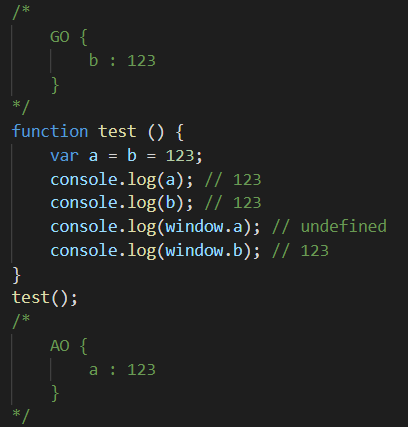 /*
    GO {
        b : 123
    }
*/
function test () {
    var a = b = 123;
    console.log(a); // 123
    console.log(b); // 123
    console.log(window.a); // undefined
    console.log(window.b); // 123
}
test();
/*
    AO {
        a : 123
    }
*/